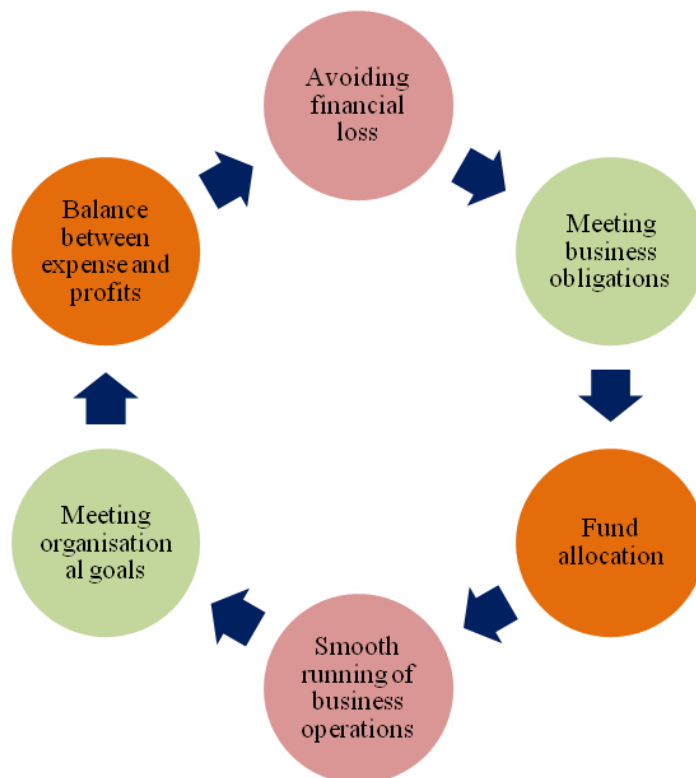 Avoiding
financial
loss
Meeting
business
obligations
Fund
allocation
Smooth
running of
business
operations
Meeting
organisation
al goals
Balance
between
expense and
profits